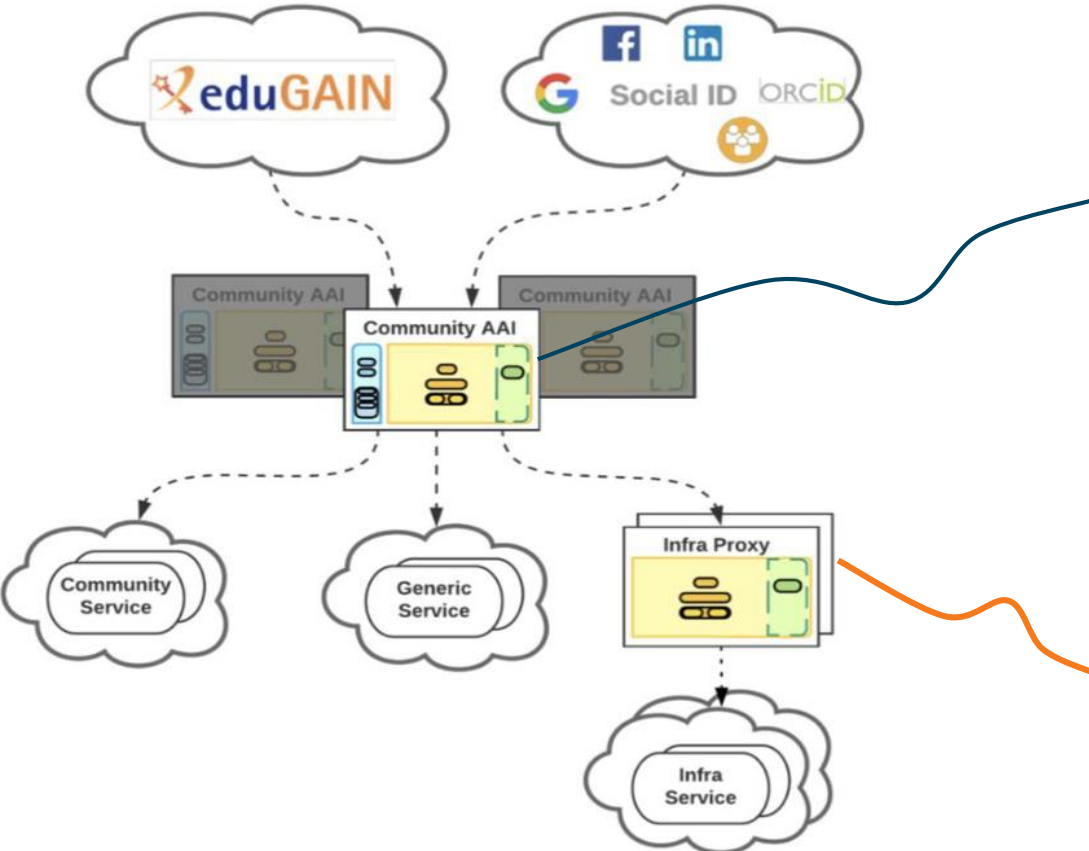 eduGAIN
f
in
G
Social ID
ORCID
Community AAI
Community AAI
Community AAI
Community
Service
Generic
Service
Infra Proxy
Infra
Service